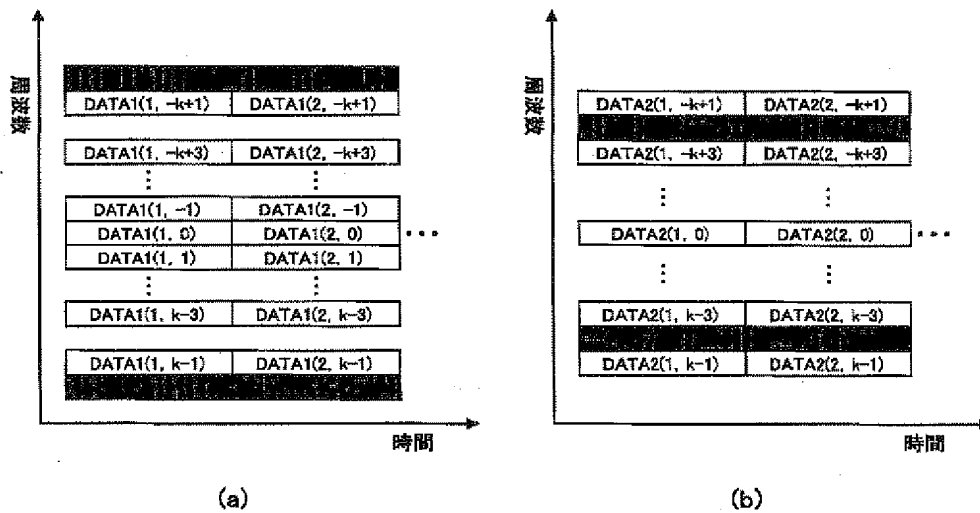 周波数
DATA1(1, -k+1) DATA1(2, -k+1)
DATA1(1, -k+3) DATA1(2, -k+3)
⋮ ⋮
DATA1(1, -1) DATA1(2, -1)
DATA1(1, 0) DATA1(2, 0) ・・・
DATA1(1, 1) DATA1(2, 1)
⋮ ⋮
DATA1(1, k-3) DATA1(2, k-3)
DATA1(1, k-1) DATA1(2, k-1)
時間
(a)
周波数
DATA2(1, -k+1) DATA2(2, -k+1)
DATA2(1, -k+3) DATA2(2, -k+3)
⋮ ⋮
DATA2(1, 0) DATA2(2, 0) ・・・
⋮ ⋮
DATA2(1, k-3) DATA2(2, k-3)
DATA2(1, k-1) DATA2(2, k-1)
時間
(b)